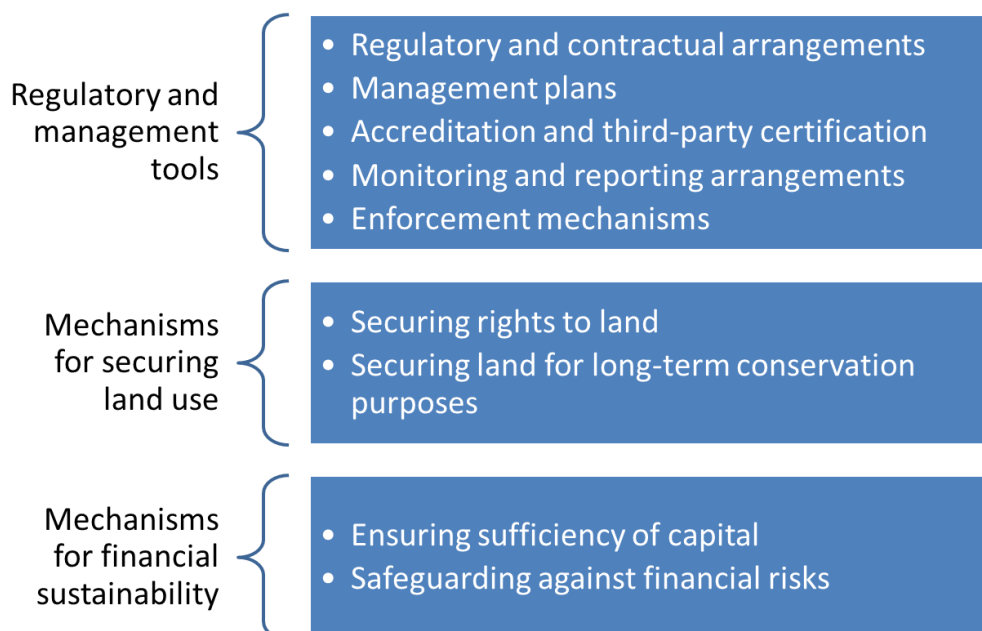 Regulatory and
management
tools
• Regulatory and contractual arrangements
• Management plans
• Accreditation and third-party certification
• Monitoring and reporting arrangements
• Enforcement mechanisms
Mechanisms
for securing
land use
• Securing rights to land
• Securing land for long-term conservation
purposes
Mechanisms
for financial
sustainability
• Ensuring sufficiency of capital
• Safeguarding against financial risks